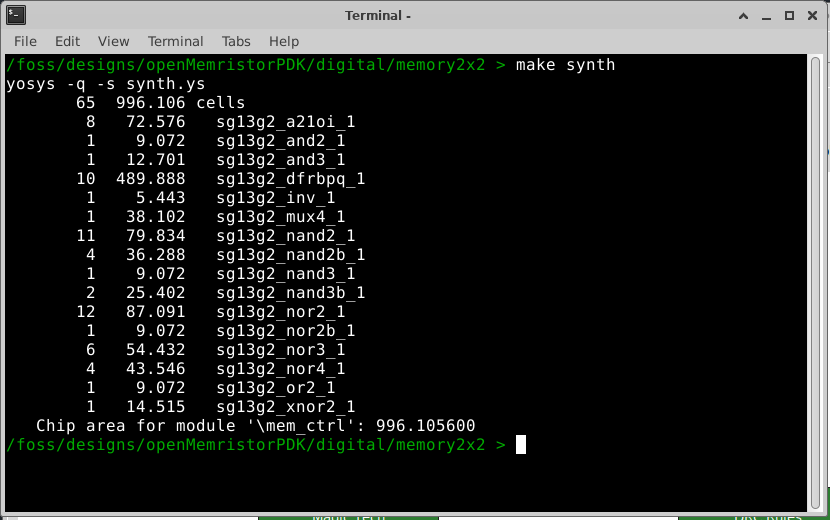 Terminal -
File Edit View Terminal Tabs Help
/foss/designs/openMemristorPDK/digital/memory2x2 > make synth
yosys -q -s synth.ys
65 996.106 cells
8 72.576 sg13g2_a21oi_1
1 9.072 sg13g2_and2_1
1 12.701 sg13g2_and3_1
10 489.888 sg13g2_dfrbpq_1
1 5.443 sg13g2_inv_1
1 38.102 sg13g2_mux4_1
11 79.834 sg13g2_nand2_1
4 36.288 sg13g2_nand2b_1
1 9.072 sg13g2_nand3_1
2 25.402 sg13g2_nand3b_1
12 87.091 sg13g2_nor2_1
1 9.072 sg13g2_nor2b_1
6 54.432 sg13g2_nor3_1
4 43.546 sg13g2_nor4_1
1 9.072 sg13g2_or2_1
1 14.515 sg13g2_xnor2_1
Chip area for module '\mem_ctrl': 996.105600
/foss/designs/openMemristorPDK/digital/memory2x2 >